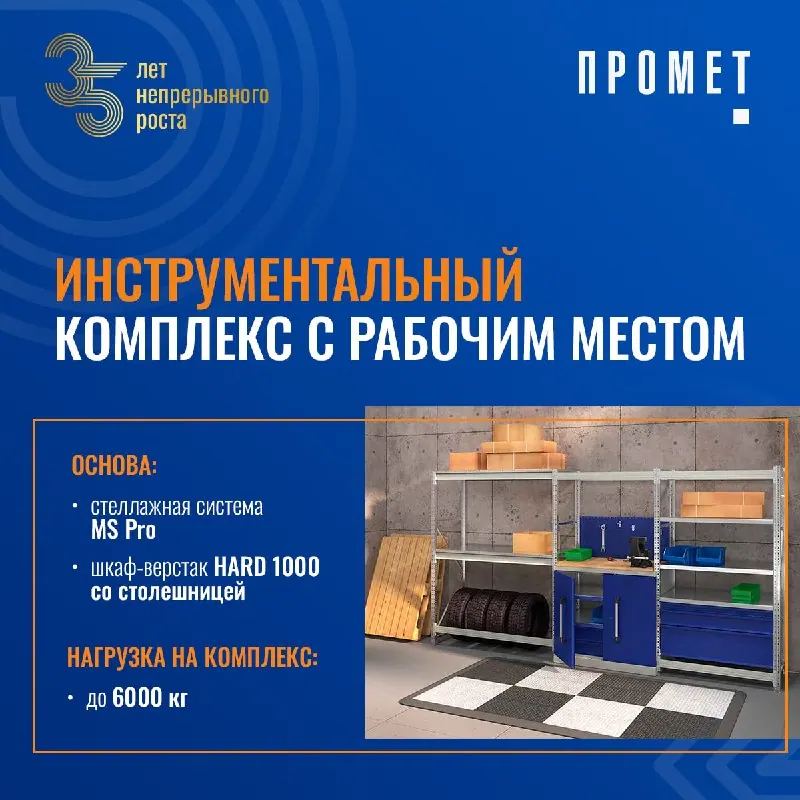 35 лет
непрерывного
роста
ПРОМЕТ
ИНСТРУМЕНТАЛЬНЫЙ
КОМПЛЕКС С РАБОЧИМ МЕСТОМ
ОСНОВА:
• стеллажная система
MS Pro
• шкаф-верстак HARD 1000
со столешницей
НАГРУЗКА НА КОМПЛЕКС:
• до 6000 кг